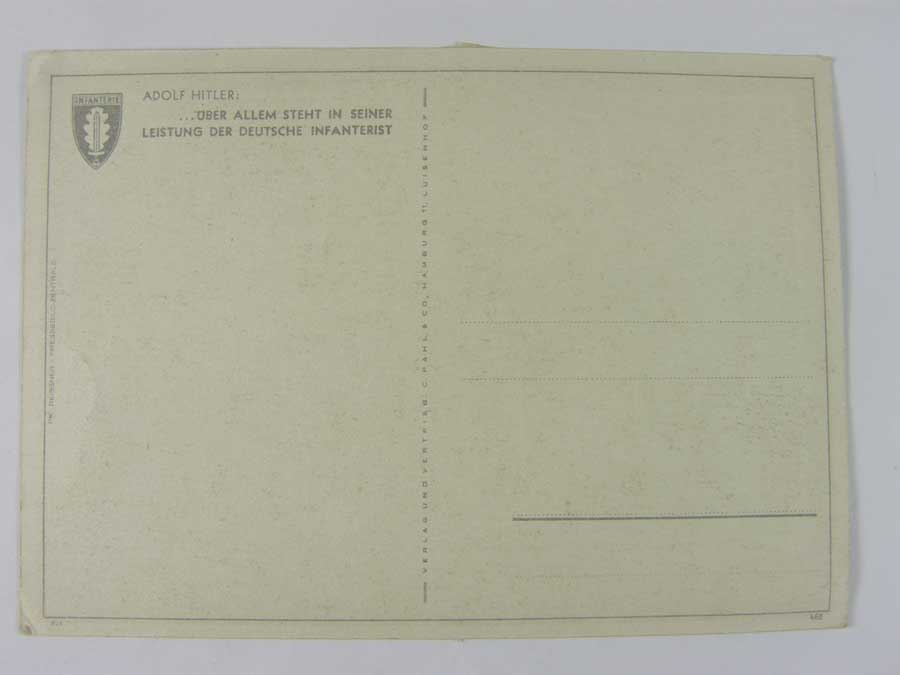 INFANTERIE
ADOLF HITLER:
...ÜBER ALLEM STEHT IN SEINER
LEISTUNG DER DEUTSCHE INFANTERIST
VERLAG UND VERTRIEB: C. PAHL & CO., HAMBURG 11, LUISENHOF